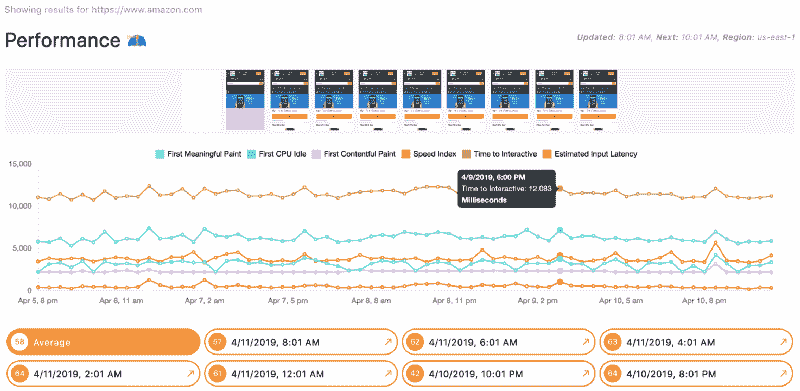 Showing results for https://www.amazon.com
Performance
Updated: 8:01 AM, Next: 10:01 AM, Region: us-east-1
First Meaningful Paint First CPU Idle First Contentful Paint Speed Index Time to Interactive Estimated Input Latency
15,000
10,000
5,000
0
4/9/2019, 6:00 PM
Time to Interactive: 12,083
Milliseconds
Apr 5, 8 pm Apr 6, 11 am Apr 7, 2 am Apr 7, 5 pm Apr 8, 8 am Apr 8, 11 pm Apr 9, 2 pm Apr 10, 5 am Apr 10, 8 pm
58 Average
57 4/11/2019, 8:01 AM
62 4/11/2019, 6:01 AM
63 4/11/2019, 4:01 AM
64 4/11/2019, 2:01 AM
61 4/11/2019, 12:01 AM
42 4/10/2019, 10:01 PM
64 4/10/2019, 8:01 PM